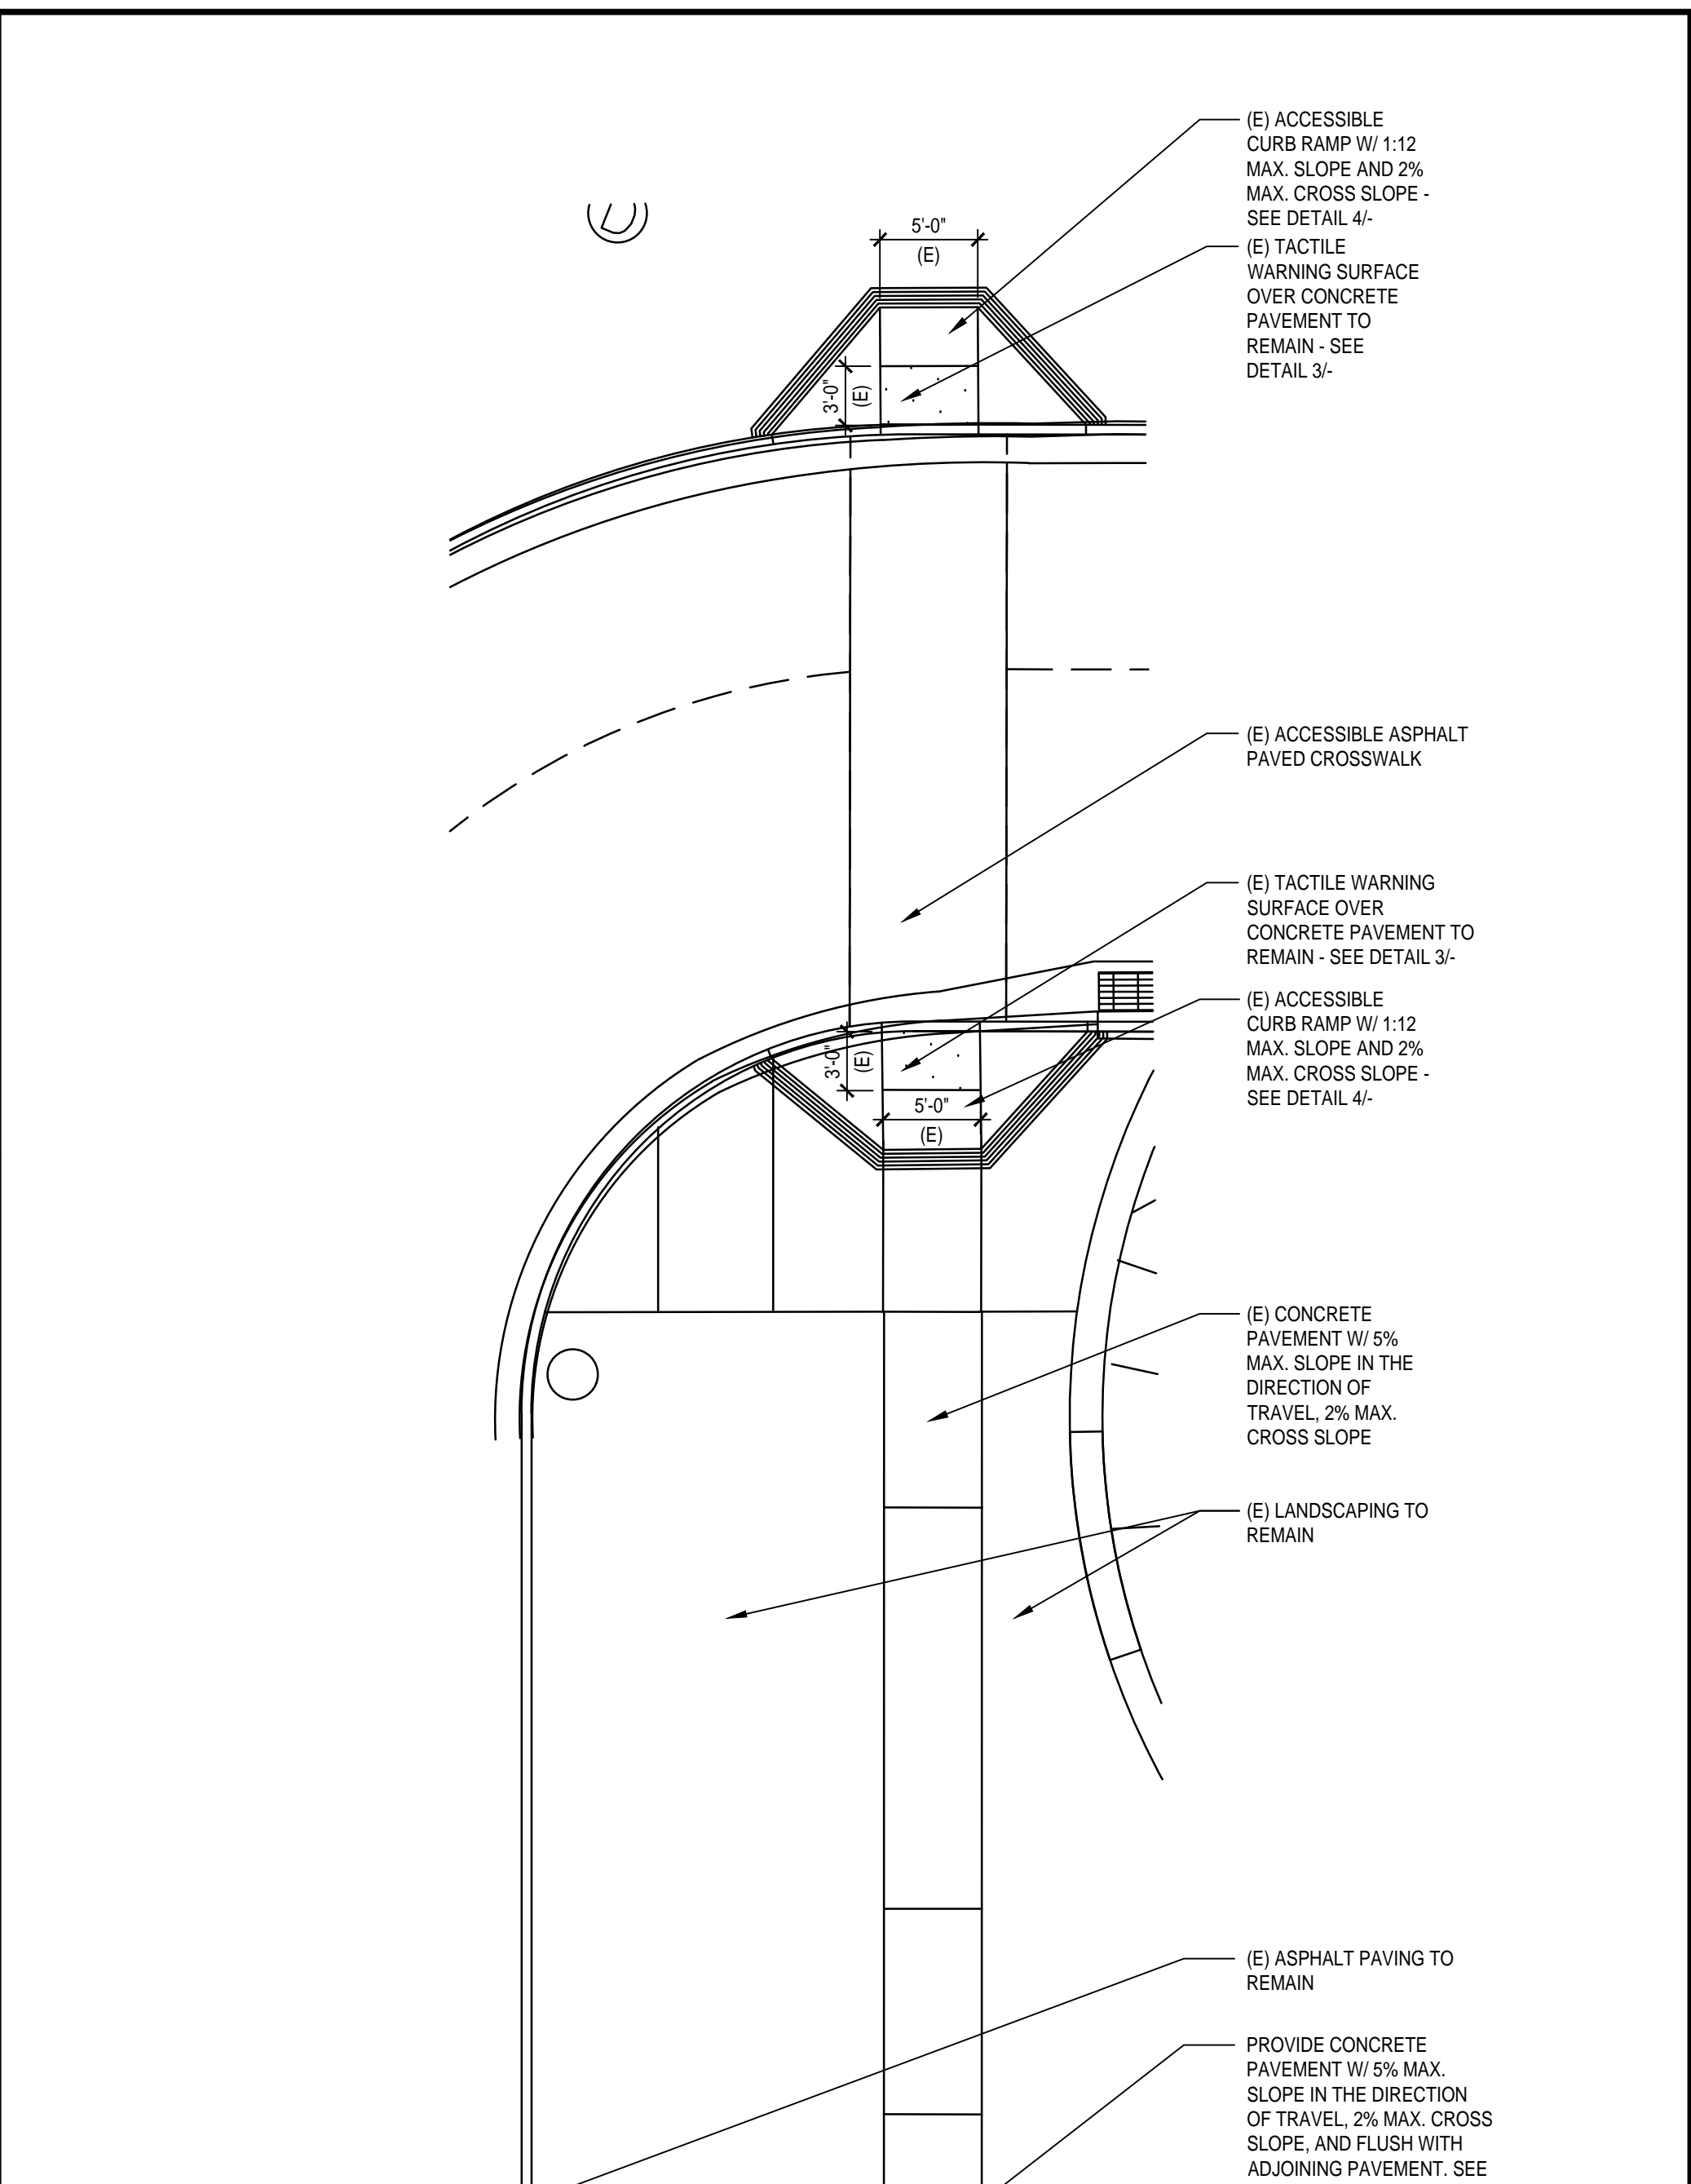 (E) ACCESSIBLE
CURB RAMP W/ 1:12
MAX. SLOPE AND 2%
MAX. CROSS SLOPE -
SEE DETAIL 4/-
5'-0"
(E)
(E) TACTILE
WARNING SURFACE
OVER CONCRETE
PAVEMENT TO
REMAIN - SEE
DETAIL 3/-
3'-0"
(E)
(E) ACCESSIBLE ASPHALT
PAVED CROSSWALK
(E) TACTILE WARNING
SURFACE OVER
CONCRETE PAVEMENT TO
REMAIN - SEE DETAIL 3/-
(E) ACCESSIBLE
CURB RAMP W/ 1:12
MAX. SLOPE AND 2%
MAX. CROSS SLOPE -
SEE DETAIL 4/-
3'-0"
(E)
5'-0"
(E)
(E) CONCRETE
PAVEMENT W/ 5%
MAX. SLOPE IN THE
DIRECTION OF
TRAVEL, 2% MAX.
CROSS SLOPE
(E) LANDSCAPING TO
REMAIN
(E) ASPHALT PAVING TO
REMAIN
PROVIDE CONCRETE
PAVEMENT W/ 5% MAX.
SLOPE IN THE DIRECTION
OF TRAVEL, 2% MAX. CROSS
SLOPE, AND FLUSH WITH
ADJOINING PAVEMENT. SEE